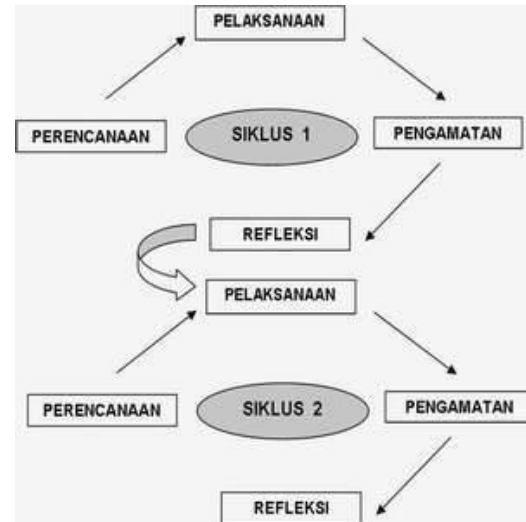 PELAKSANAAN
PERENCANAAN
SIKLUS 1
PENGAMATAN
REFLEKSI
PELAKSANAAN
PERENCANAAN
SIKLUS 2
PENGAMATAN
REFLEKSI